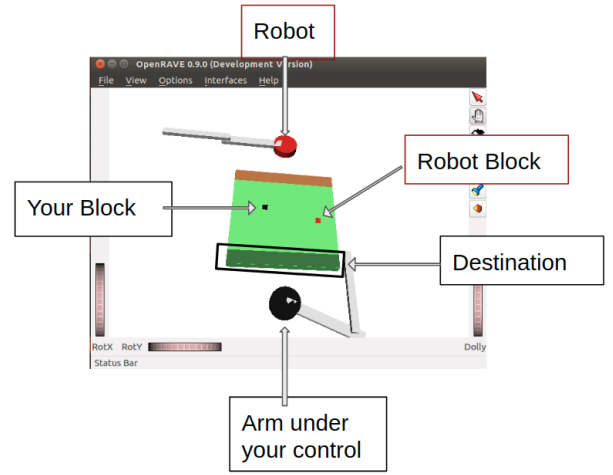 Robot
OpenRAVE 0.9.0 (Development Version)
File View Options Interfaces Help
Robot Block
Your Block
Destination
RotX RotY
Dolly
Status Bar
Arm under
your control